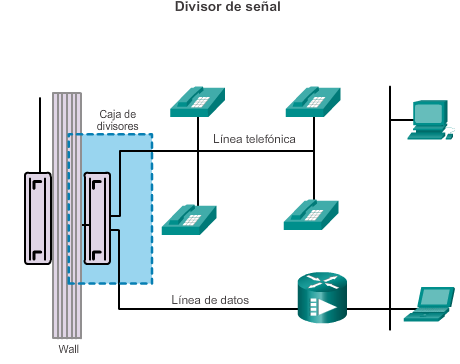 Divisor de señal
Caja de
divisores
Línea telefónica
Línea de datos
Wall